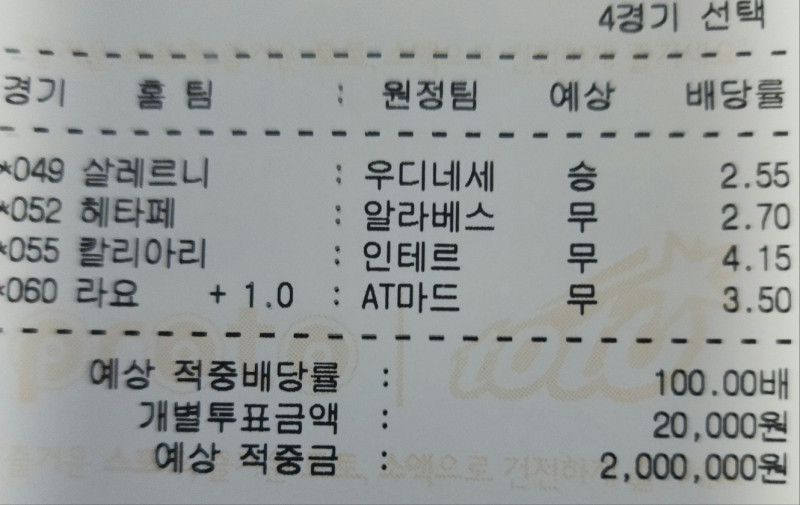 4경기 선택
경기 홈 팀 : 원정팀 예상 배당률
*049 살레르니 : 우디네세 승 2.55
*052 헤타페 : 알라베스 무 2.70
*055 칼리아리 : 인테르 무 4.15
*060 라요 + 1.0 : AT마드 무 3.50
예상 적중배당률 : 100.00배
개별투표금액 : 20,000원
예상 적중금 : 2,000,000원
proto toto